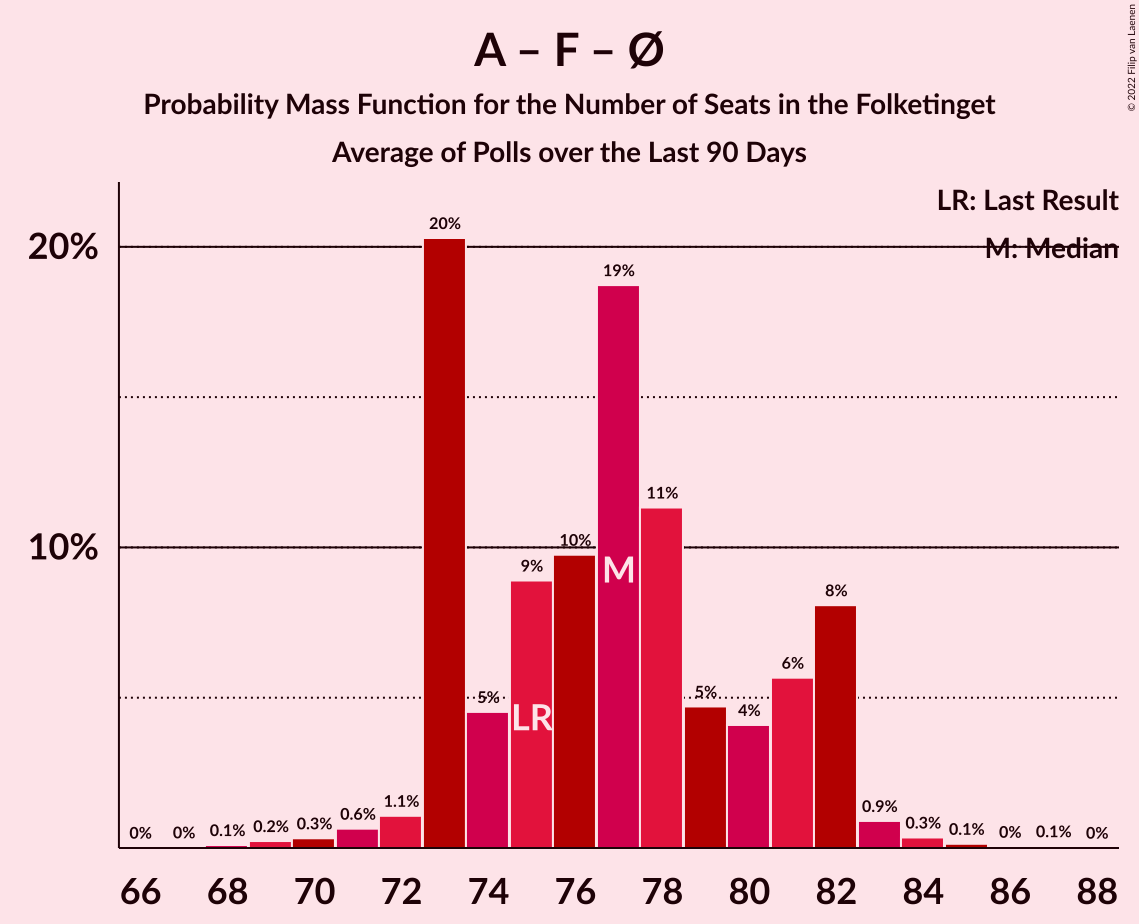 A – F – Ø
Probability Mass Function for the Number of Seats in the Folketinget
Average of Polls over the Last 90 Days
© 2022 Filip van Laenen
LR: Last Result
M: Median
20%
10%
0%
0%
0.1%
0.2%
0.3%
0.6%
1.1%
20%
5%
9%
10%
19%
11%
5%
4%
6%
8%
0.9%
0.3%
0.1%
0%
0.1%
0%
LR
M
66 68 70 72 74 76 78 80 82 84 86 88